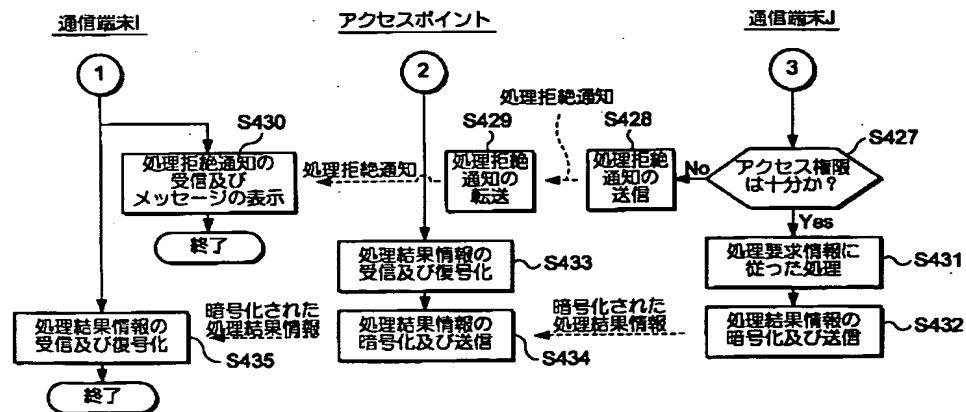 通信端末I
アクセスポイント
通信端末J
1
2
3
処理拒絶通知
S430
S429
S428
S427
処理拒絶通知の
受信及び
メッセージの表示
処理拒絶通知
処理拒絶
通知の
転送
処理拒絶
通知の
送信
No
アクセス権限
は十分か?
Yes
終了
処理結果情報の
受信及び復号化
S433
処理要求情報に
従った処理
S431
処理結果情報の
受信及び復号化
暗号化された
処理結果情報
処理結果情報の
暗号化及び送信
暗号化された
処理結果情報
処理結果情報の
暗号化及び送信
S432
S435
S434
終了